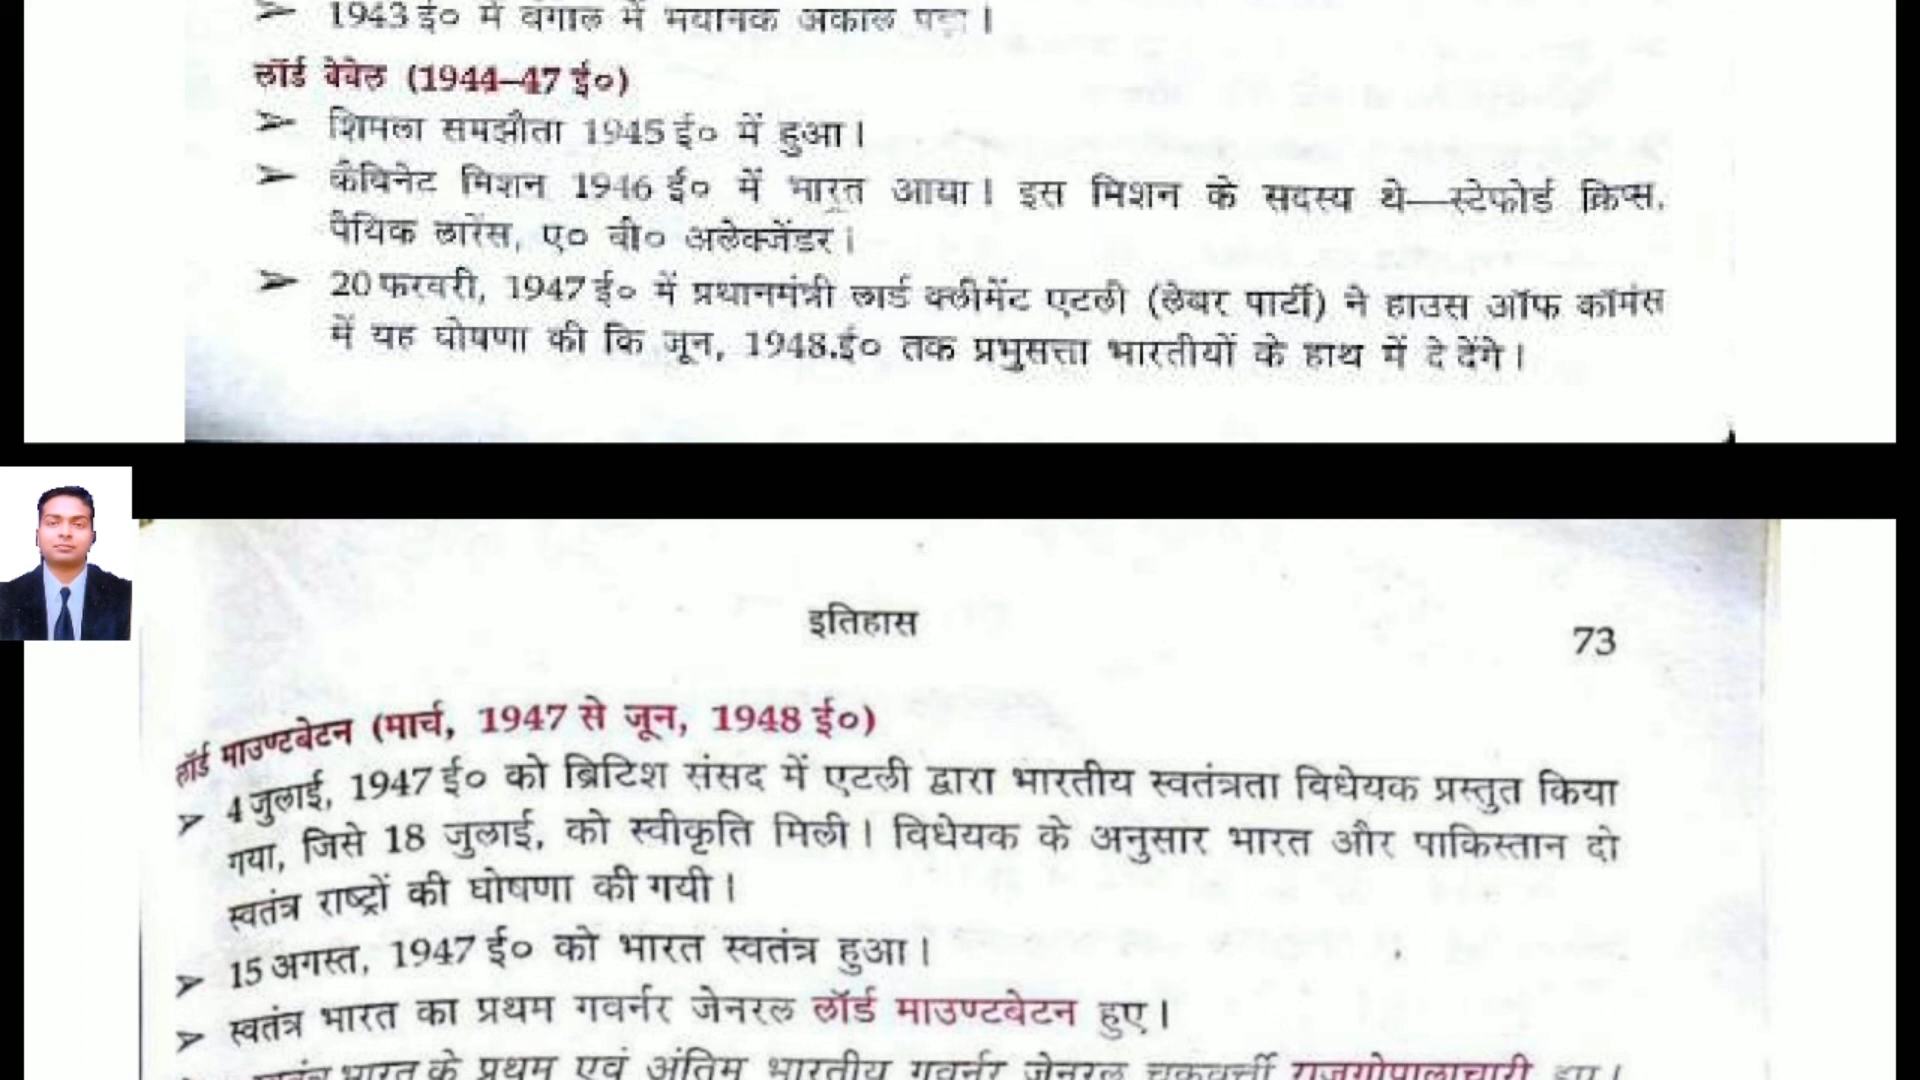 ➤ 1943 ई० में बंगाल में भयानक अकाल पड़ा।
लॉर्ड वेवेल (1944–47 ई०)
➤ शिमला समझौता 1945 ई० में हुआ।
➤ कैबिनेट मिशन 1946 ई० में भारत आया। इस मिशन के सदस्य थे—स्टेफोर्ड क्रिप्स,
पैथिक लारेंस, ए० वी० अलेक्जेंडर।
➤ 20 फरवरी, 1947 ई० में प्रधानमंत्री लार्ड क्लीमेंट एटली (लेबर पार्टी) ने हाउस ऑफ कॉमंस
में यह घोषणा की कि जून, 1948 ई० तक प्रभुसत्ता भारतीयों के हाथ में दे देंगे।
इतिहास 73
लॉर्ड माउण्टबेटन (मार्च, 1947 से जून, 1948 ई०)
➤ 4 जुलाई, 1947 ई० को ब्रिटिश संसद में एटली द्वारा भारतीय स्वतंत्रता विधेयक प्रस्तुत किया
गया, जिसे 18 जुलाई, को स्वीकृति मिली। विधेयक के अनुसार भारत और पाकिस्तान दो
स्वतंत्र राष्ट्रों की घोषणा की गयी।
➤ 15 अगस्त, 1947 ई० को भारत स्वतंत्र हुआ।
➤ स्वतंत्र भारत का प्रथम गवर्नर जेनरल लॉर्ड माउण्टबेटन हुए।
स्वतंत्र भारत के प्रथम एवं अंतिम भारतीय गवर्नर जेनरल चक्रवर्त्ती राजगोपालाचारी हुए।